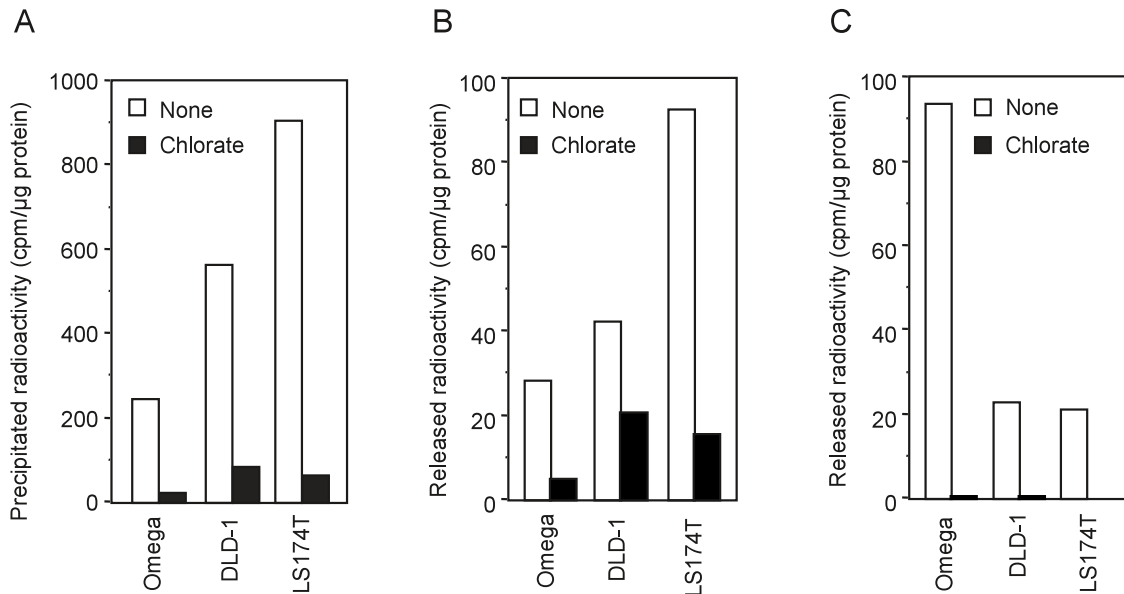 A
Precipitated radioactivity (cpm/µg protein)
1000
800
600
400
200
0
None
Chlorate
Omega
DLD-1
LS174T
B
Released radioactivity (cpm/µg protein)
100
80
60
40
20
0
None
Chlorate
Omega
DLD-1
LS174T
C
Released radioactivity (cpm/µg protein)
100
80
60
40
20
0
None
Chlorate
Omega
DLD-1
LS174T